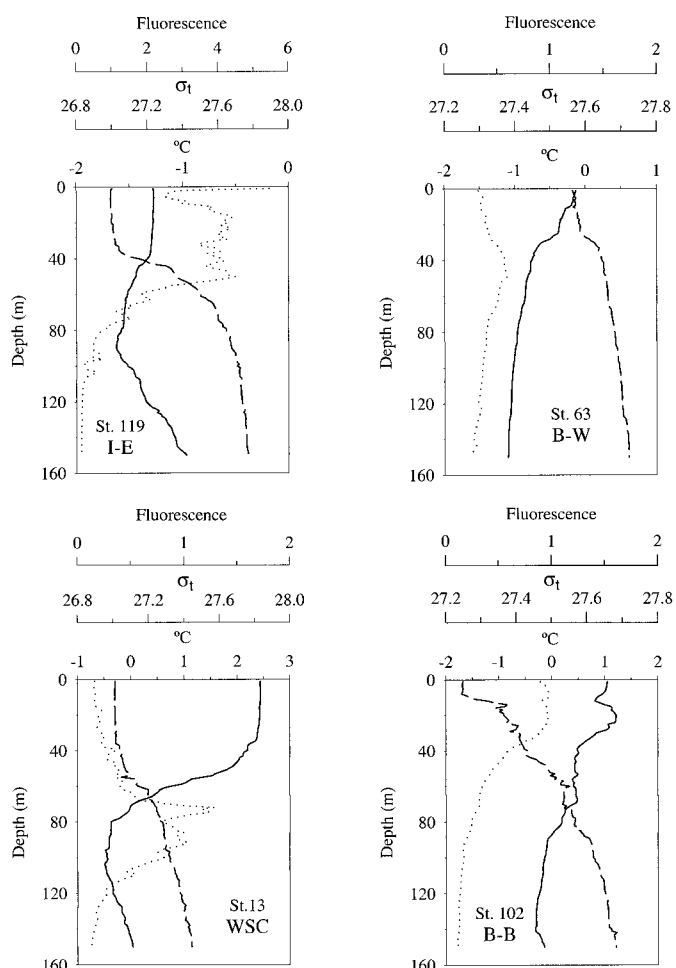 Fluorescence
0 2 4 6
σt
26.8 27.2 27.6 28.0
ºC
-2 -1 0
0
40
80
120
160
Depth (m)
St. 119
I-E
Fluorescence
0 1 2
σt
27.2 27.4 27.6 27.8
ºC
-2 -1 0 1
0
40
80
120
160
Depth (m)
St. 63
B-W
Fluorescence
0 1 2
σt
26.8 27.2 27.6 28.0
ºC
-1 0 1 2 3
0
40
80
120
160
Depth (m)
St.13
WSC
Fluorescence
0 1 2
σt
27.2 27.4 27.6 27.8
ºC
-2 -1 0 1 2
0
40
80
120
160
Depth (m)
St. 102
B-B